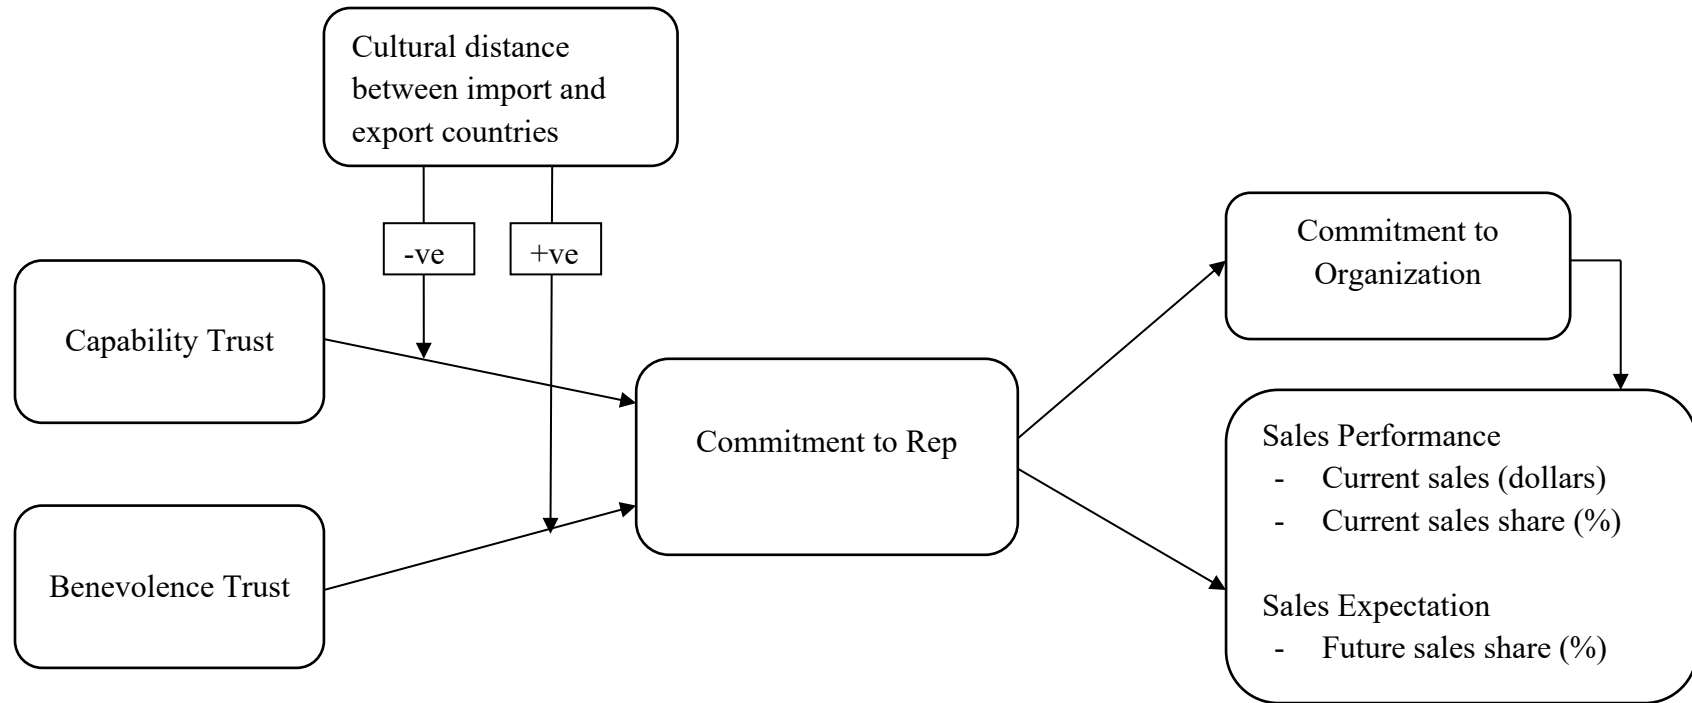 Cultural distance
between import and
export countries
-ve
+ve
Capability Trust
Benevolence Trust
Commitment to Rep
Commitment to
Organization
Sales Performance
- Current sales (dollars)
- Current sales share (%)
Sales Expectation
- Future sales share (%)